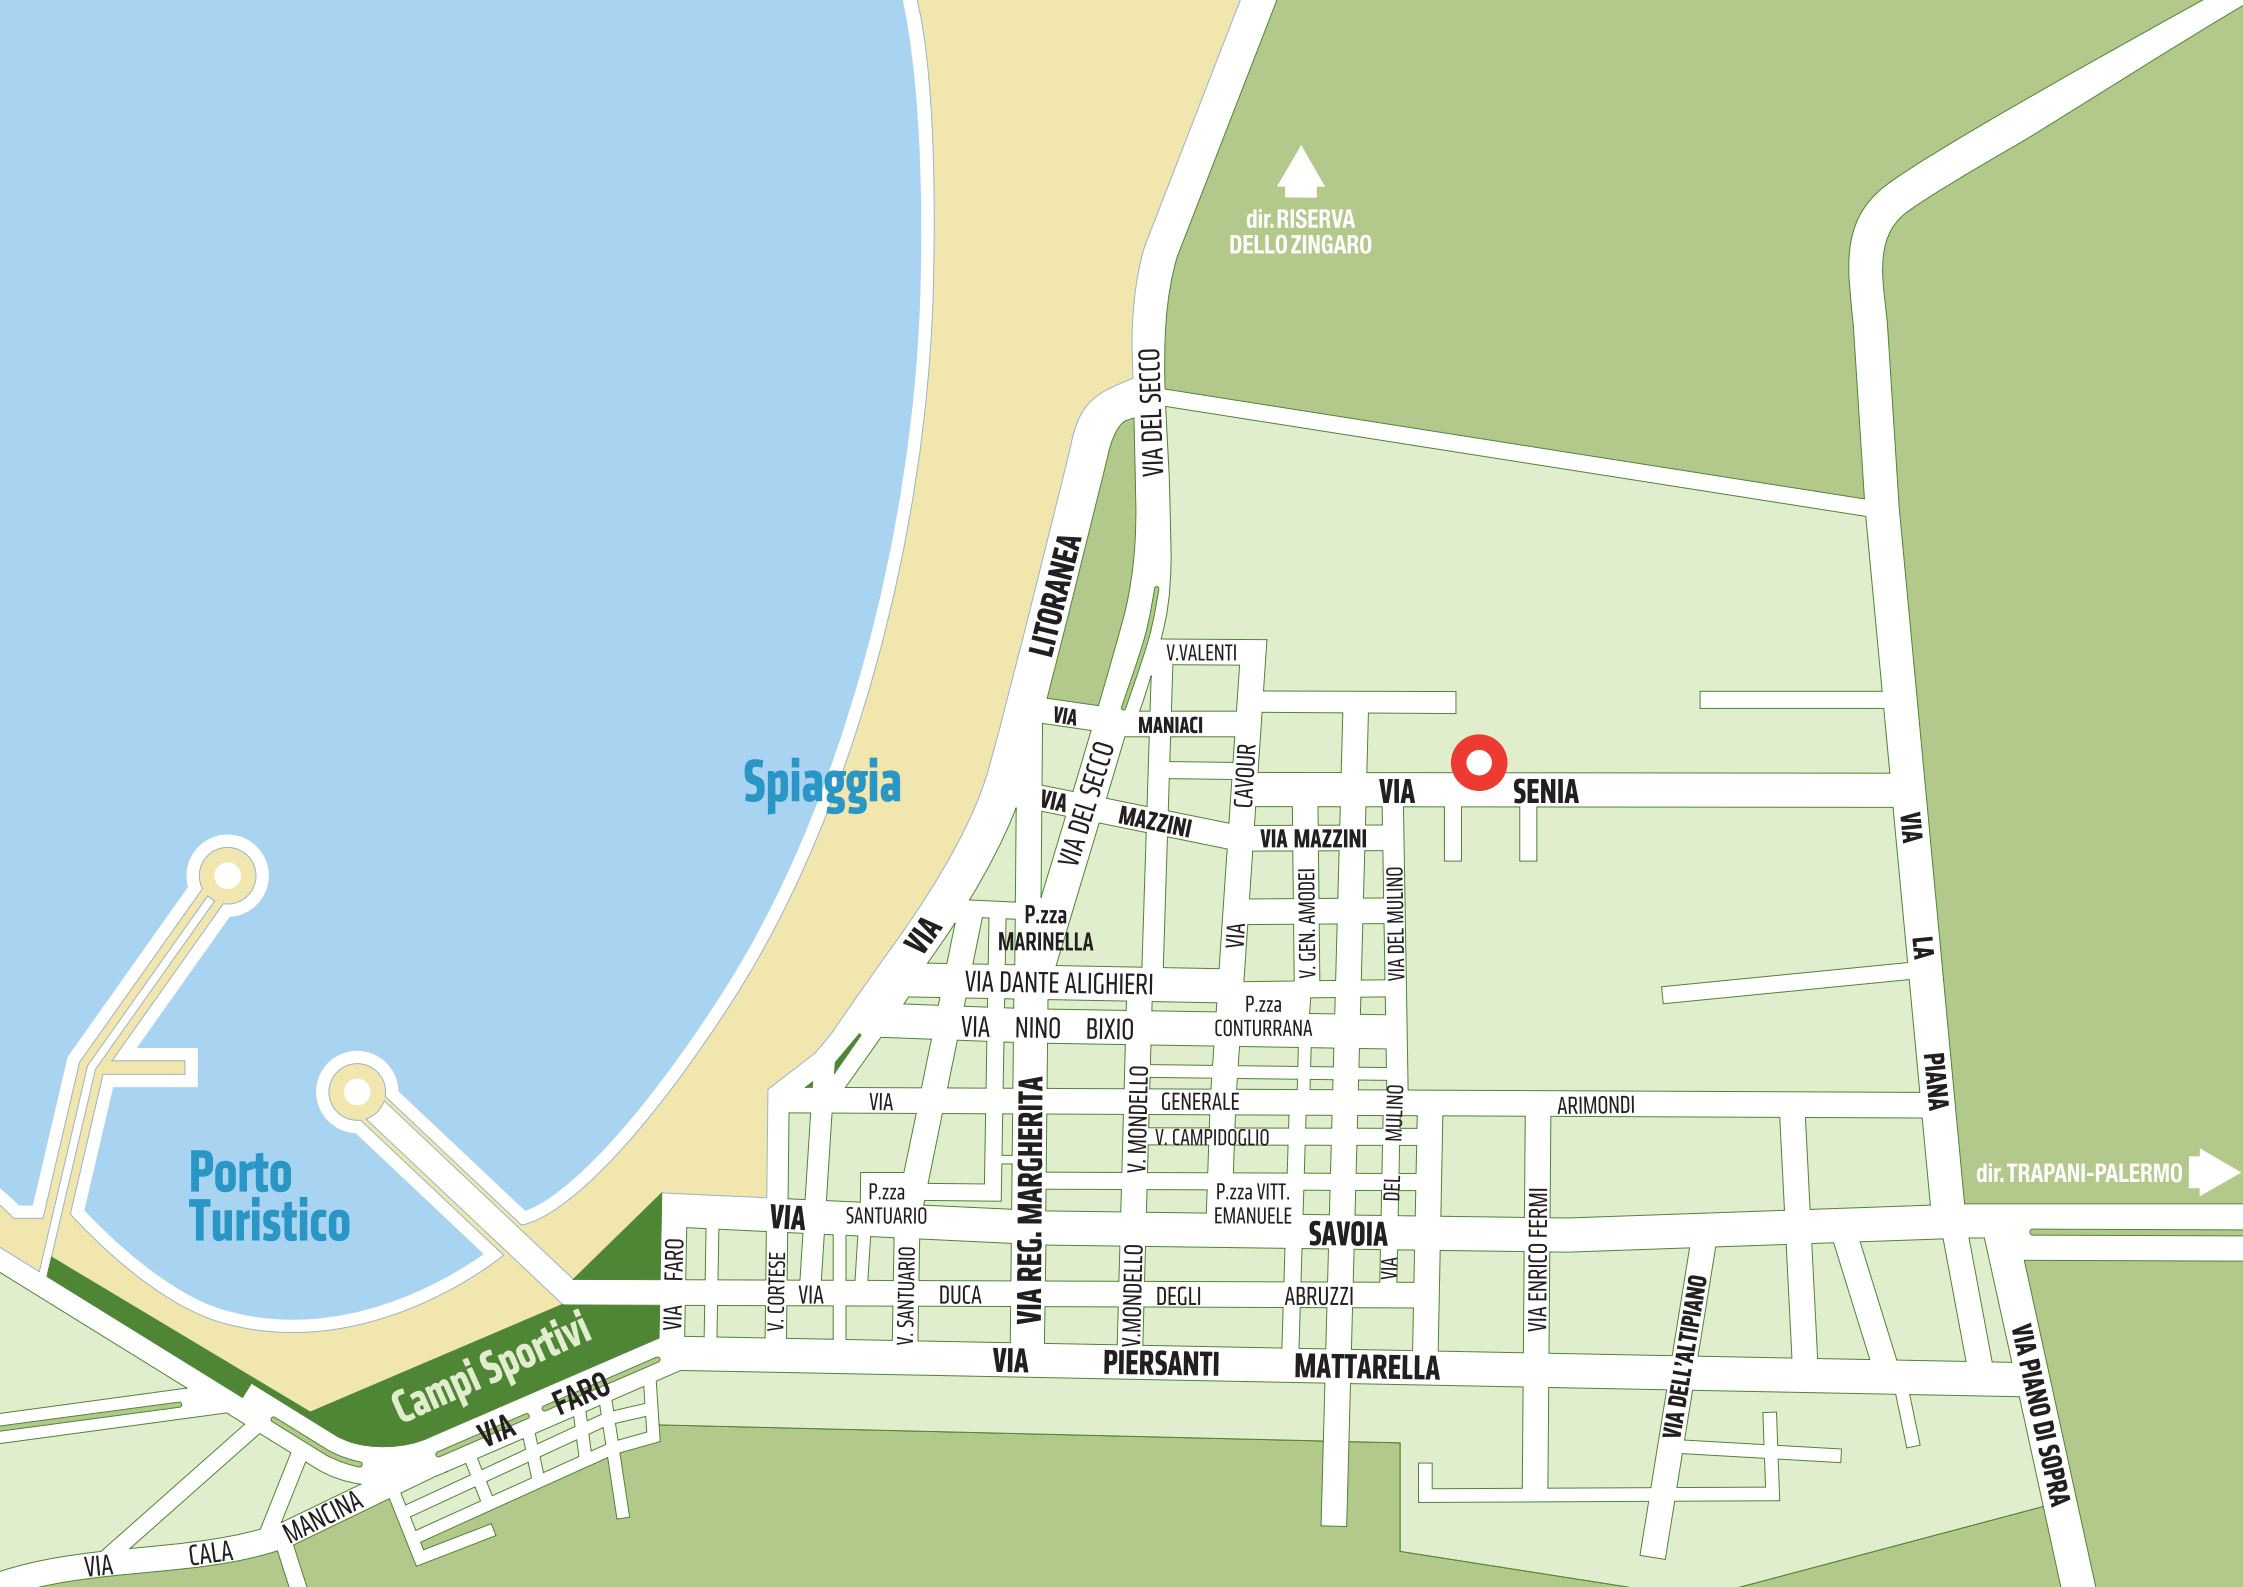 dir. RISERVA
DELLO ZINGARO
VIA DEL SECCO
LITORANEA
V.VALENTI
VIA
MANIACI
Spiaggia
VIA DEL SECCO
CAVOUR
VIA
SENIA
VIA
MAZZINI
VIA MAZZINI
VIA
P.zza
MARINELLA
VIA
VIA
V. GEN. AMODEI
VIA DEL MULINO
LA
VIA DANTE ALIGHIERI
P.zza
CONTURRANA
VIA
NINO
BIXIO
PIANA
VIA
GENERALE
ARIMONDI
V. MONDELLO
V. CAMPIDOGLIO
MULINO
DEL
VIA
VIA REG. MARGHERITA
Porto
Turistico
dir. TRAPANI-PALERMO
P.zza
SANTUARIO
P.zza VITT.
EMANUELE
VIA
SAVOIA
FARO
VIA
V. CORTESE
V. SANTUARIO
V.MONDELLO
VIA ENRICO FERMI
VIA
DUCA
DEGLI
ABRUZZI
VIA DELL'ALTIPIANO
VIA PIANO DI SOPRA
VIA
PIERSANTI
MATTARELLA
Campi Sportivi
VIA
FARO
VIA
CALA
MANCINA